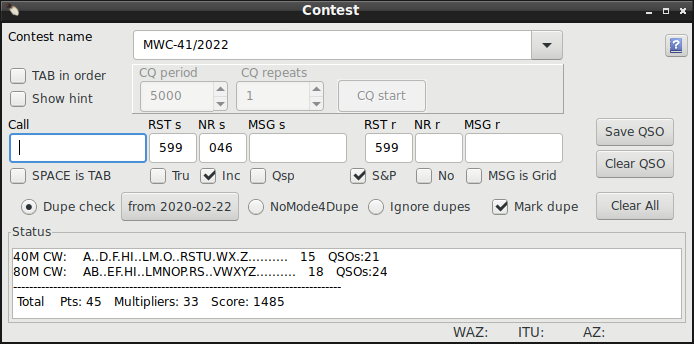 Contest
Contest name
MWC-41/2022
?
TAB in order
CQ period
CQ repeats
Show hint
5000
1
CQ start
Call
RST s
NR s
MSG s
RST r
NR r
MSG r
599
046
599
Save QSO
SPACE is TAB
Tru
Inc
Qsp
S&P
No
MSG is Grid
Clear QSO
Dupe check
from 2020-02-22
NoMode4Dupe
Ignore dupes
Mark dupe
Clear All
Status
40M CW: A..D.F.HI..LM.O..RSTU.WX.Z.......... 15 QSOs:21
80M CW: AB..EF.HI..LMNOP.RS..VWXYZ.......... 18 QSOs:24
--------------------------------------------------------------------------------
Total Pts: 45 Multipliers: 33 Score: 1485
WAZ: ITU: AZ: